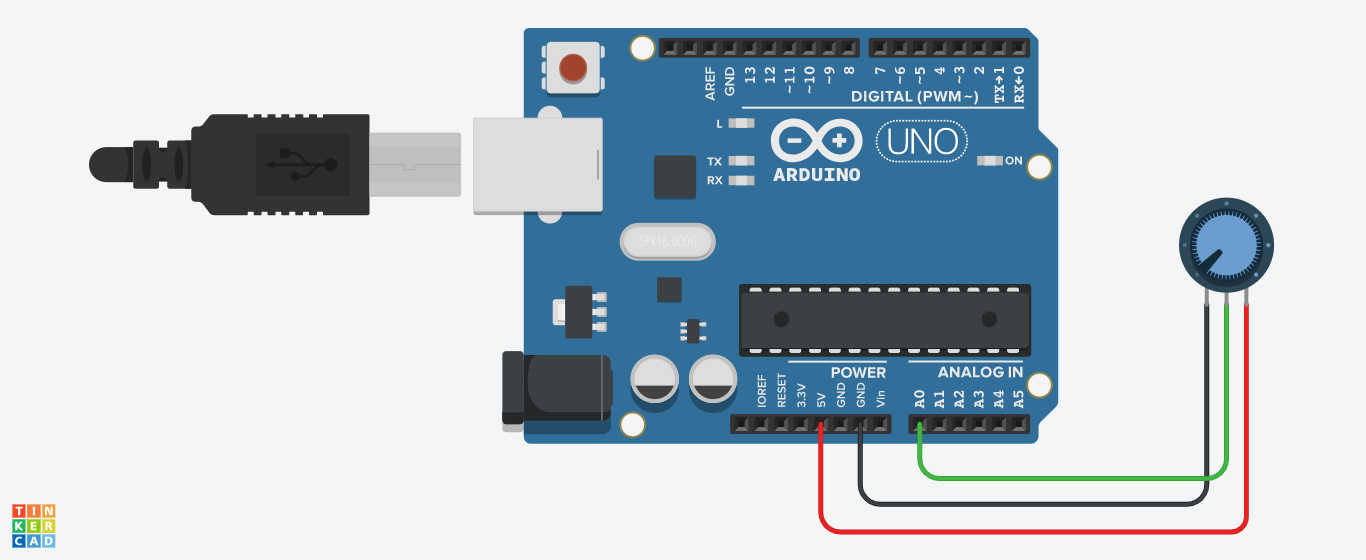 AREF
GND
13
12
~11
~10
~9
8
7
~6
~5
4
~3
2
TX→1
RX←0
DIGITAL (PWM~)
L
TX
RX
UNO
ON
ARDUINO
SPK16.000G
POWER
ANALOG IN
IOREF
RESET
3.3V
5V
GND
GND
Vin
A0
A1
A2
A3
A4
A5
TIN
KER
CAD